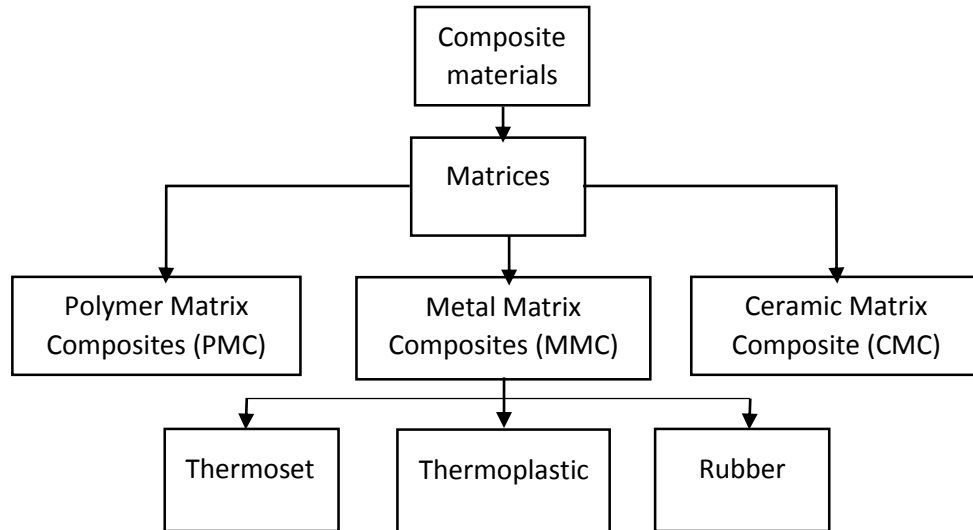 Composite
materials
Matrices
Polymer Matrix
Composites (PMC)
Metal Matrix
Composites (MMC)
Ceramic Matrix
Composite (CMC)
Thermoset
Thermoplastic
Rubber